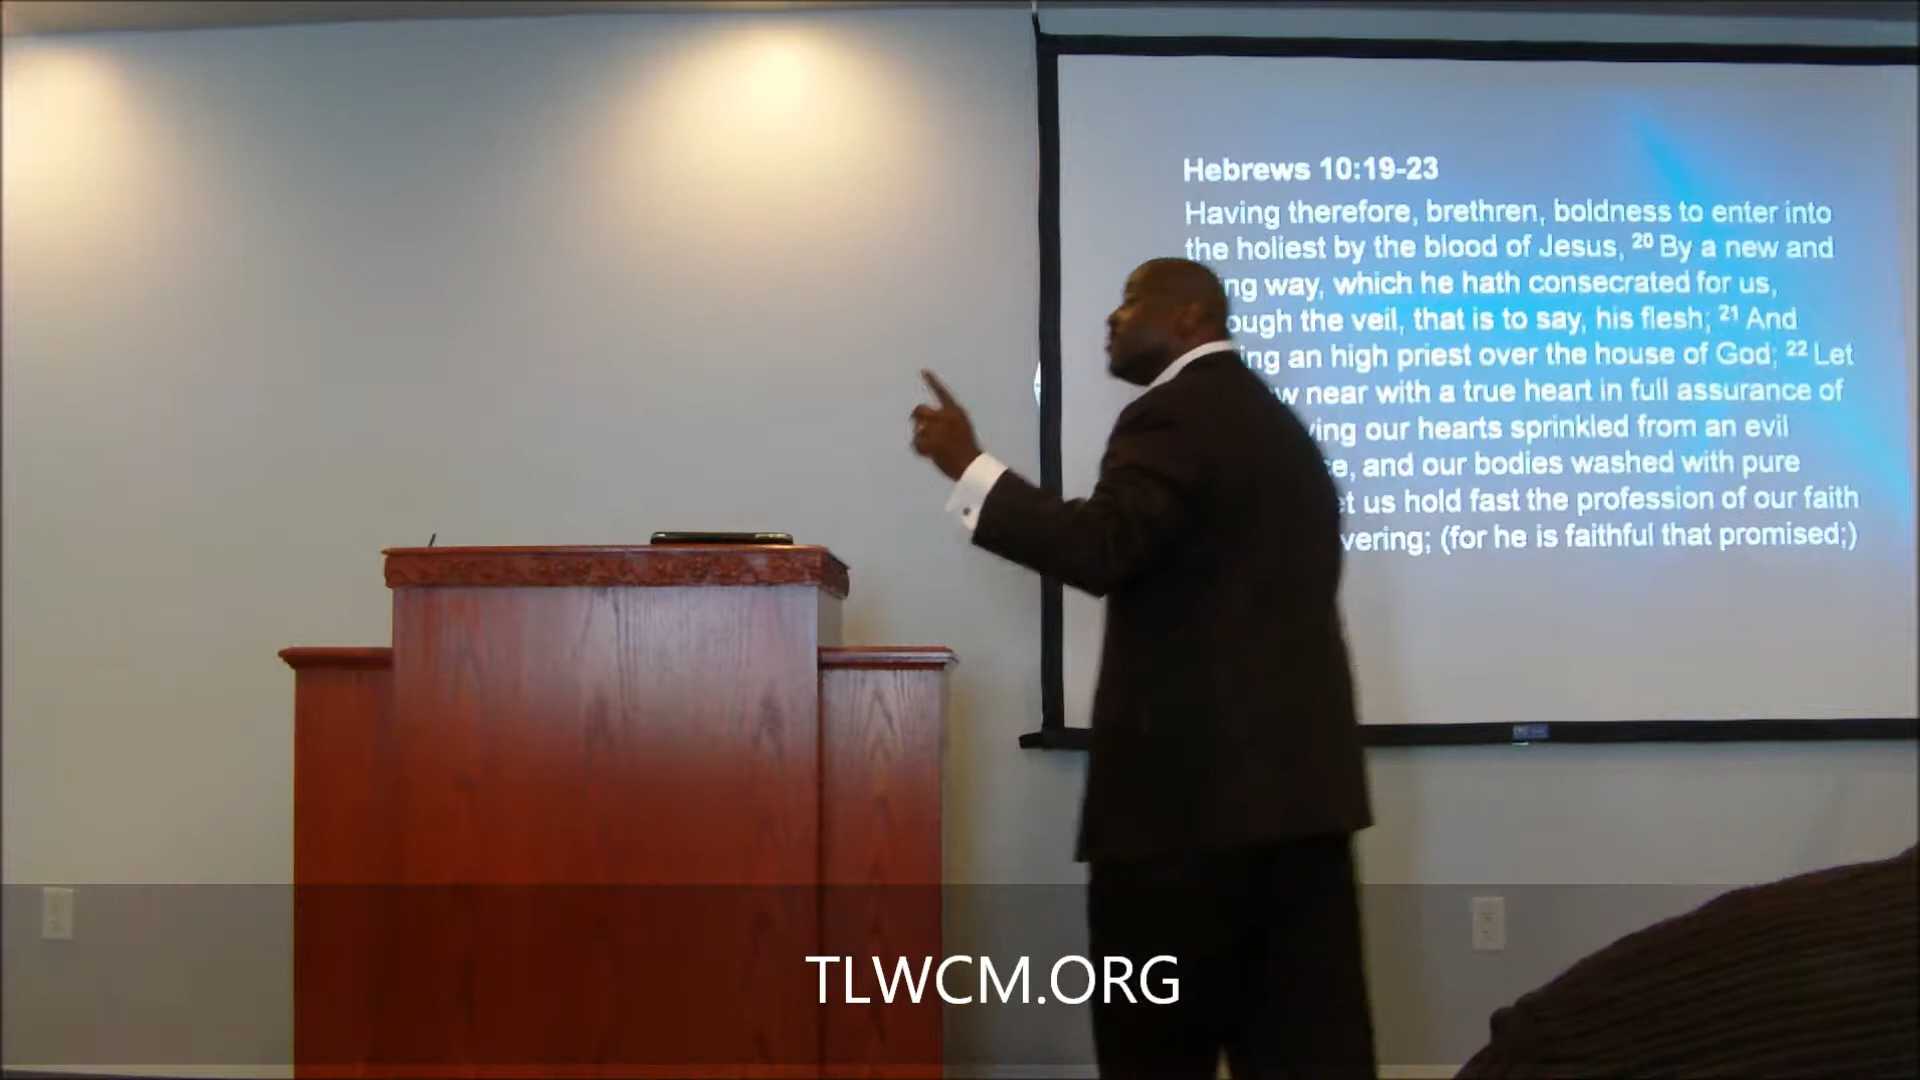 Hebrews 10:19-23
Having therefore, brethren, boldness to enter into
the holiest by the blood of Jesus, 20 By a new and
ng way, which he hath consecrated for us,
ough the veil, that is to say, his flesh; 21 And
ing an high priest over the house of God; 22 Let
w near with a true heart in full assurance of
ving our hearts sprinkled from an evil
e, and our bodies washed with pure
et us hold fast the profession of our faith
vering; (for he is faithful that promised;)
TLWCM.ORG